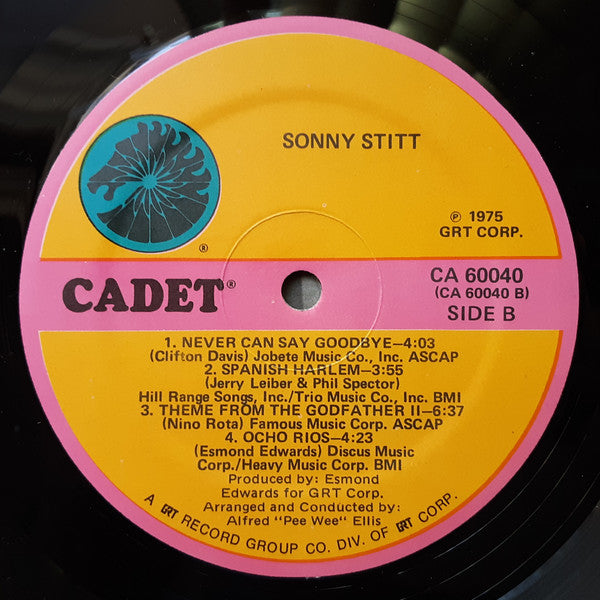 SONNY STITT
℗ 1975
GRT CORP.
®
CADET®
CA 60040
(CA 60040 B)
SIDE B
1. NEVER CAN SAY GOODBYE—4:03
(Clifton Davis) Jobete Music Co., Inc. ASCAP
2. SPANISH HARLEM—3:55
(Jerry Leiber & Phil Spector)
Hill Range Songs, Inc./Trio Music Co., Inc. BMI
3. THEME FROM THE GODFATHER II—6:37
(Nino Rota) Famous Music Corp. ASCAP
4. OCHO RIOS—4:23
(Esmond Edwards) Discus Music
Corp./Heavy Music Corp. BMI
Produced by: Esmond
Edwards for GRT Corp.
Arranged and Conducted by:
Alfred "Pee Wee" Ellis
A GRT RECORD GROUP CO. DIV. OF GRT CORP.